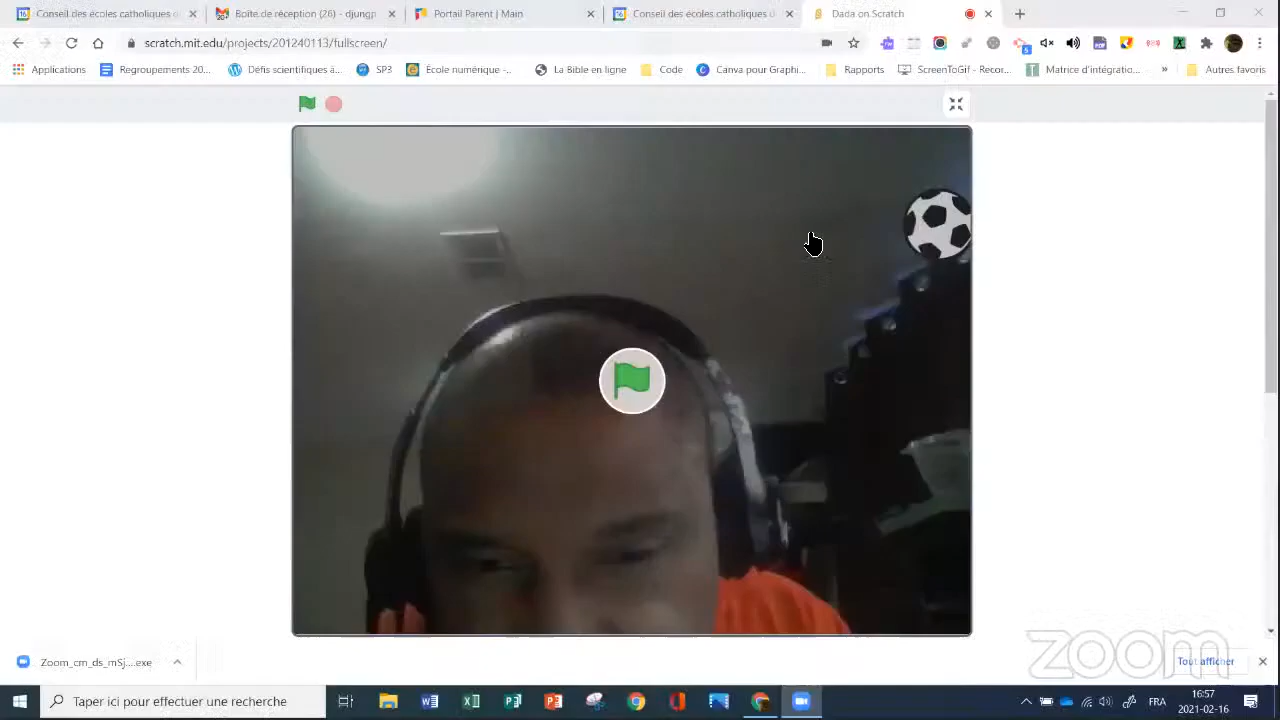 Conseil des écoles catholiques d
Boîte de réception (26) - djungp
Portail Parent | Main
Conseil des écoles catholiques d
Dada on Scratch
scratch.mit.edu/projects/201240113/fullscreen/
Applications
Regroupements 2...
Défis scientifiques à...
SP3
École numérique -...
La Bible en ligne
Code
Canva pour Graphi...
Rapports
ScreenToGif - Recor...
Matrice d'intégratio...
»
Autres favoris
Zoom_cm_ds_mSj....exe
zoom
Tout afficher
Taper ici pour effectuer une recherche
FRA
16:57
2021-02-16